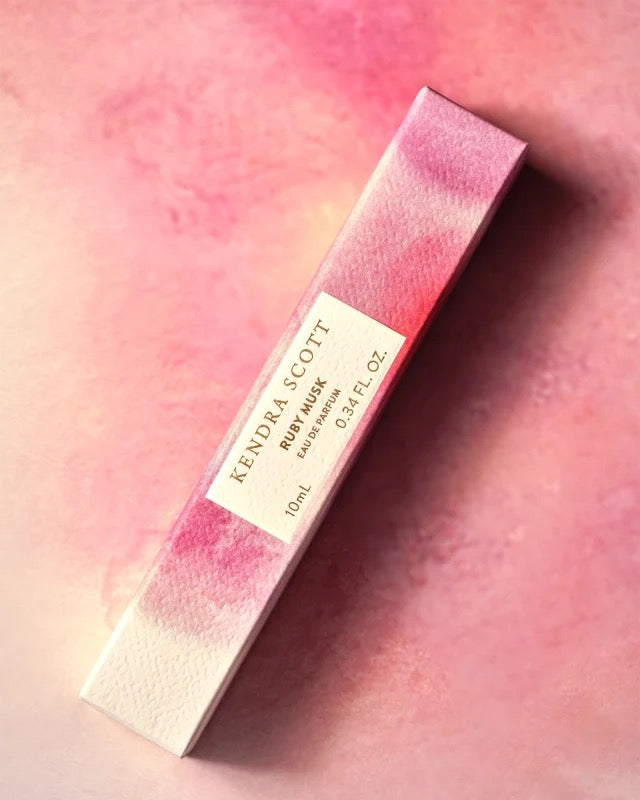 KENDRA SCOTT
RUBY MUSK
EAU DE PARFUM
10mL
0.34 FL. OZ.